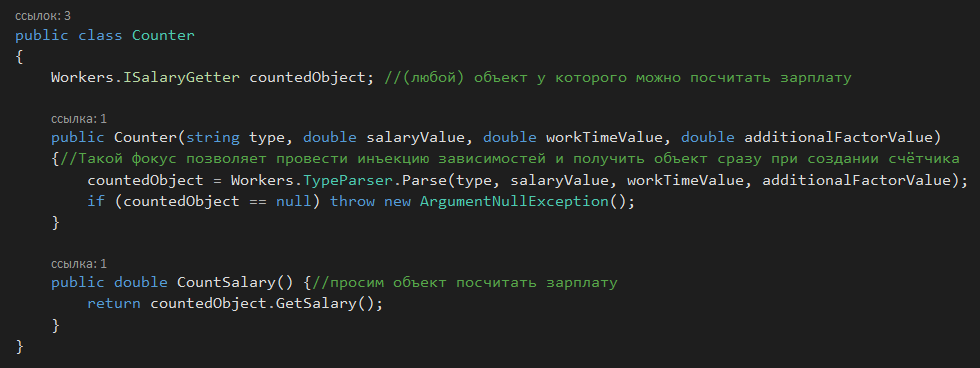 ссылок: 3
public class Counter
{
Workers.ISalaryGetter countedObject; //(любой) объект у которого можно посчитать зарплату
ссылка: 1
public Counter(string type, double salaryValue, double workTimeValue, double additionalFactorValue)
{//Такой фокус позволяет провести инъекцию зависимостей и получить объект сразу при создании счётчика
countedObject = Workers.TypeParser.Parse(type, salaryValue, workTimeValue, additionalFactorValue);
if (countedObject == null) throw new ArgumentNullException();
}
ссылка: 1
public double CountSalary() {//просим объект посчитать зарплату
return countedObject.GetSalary();
}
}